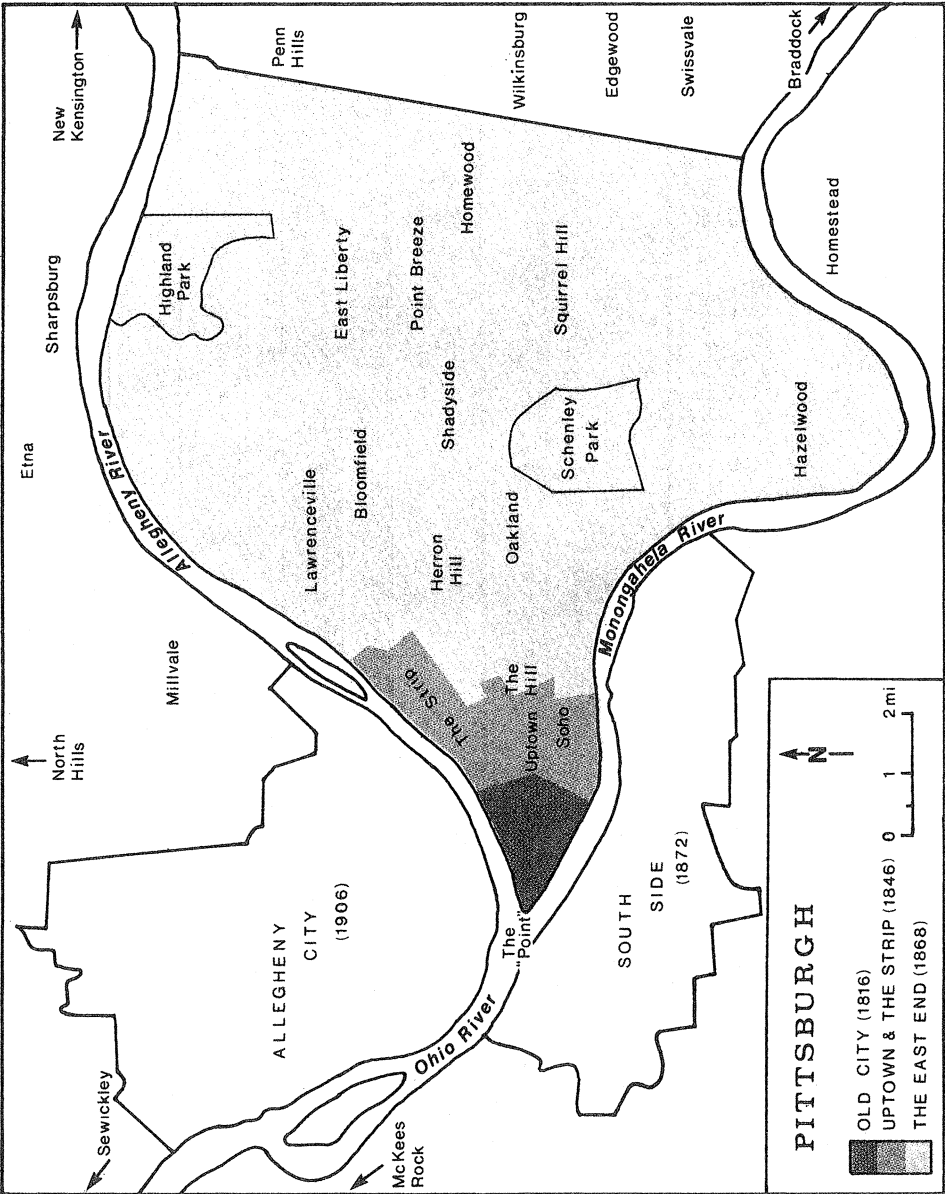 New
Kensington
Penn
Hills
Wilkinsburg
Edgewood
Swissvale
Braddock
Sharpsburg
Highland
Park
East Liberty
Point Breeze
Homewood
Squirrel Hill
Homestead
Etna
Allegheny River
Lawrenceville
Bloomfield
Shadyside
Herron
Hill
Oakland
Schenley
Park
Hazelwood
Monongahela River
Millvale
North
Hills
The Strip
The
Uptown Hill
Soho
ALLEGHENY
CITY
(1906)
The
"Point"
SOUTH
SIDE
(1872)
Ohio River
Sewickley
McKees
Rock
PITTSBURGH
OLD CITY (1816)
UPTOWN & THE STRIP (1846)
THE EAST END (1868)
N
0 1 2mi